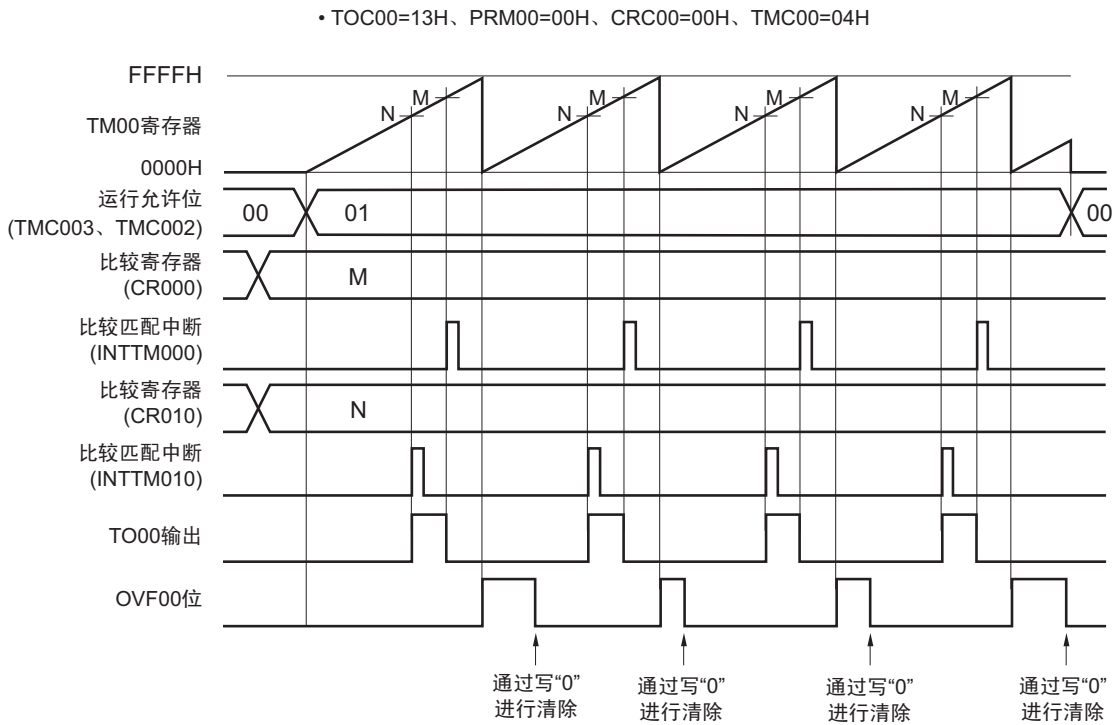 • TOC00=13H、PRM00=00H、CRC00=00H、TMC00=04H
FFFFH
TM00寄存器
0000H
N M N M N M N M
运行允许位
(TMC003、TMC002)
00 01 00
比较寄存器
(CR000)
M
比较匹配中断
(INTTM000)
比较寄存器
(CR010)
N
比较匹配中断
(INTTM010)
TO00输出
OVF00位
通过写“0”
进行清除
通过写“0”
进行清除
通过写“0”
进行清除
通过写“0”
进行清除